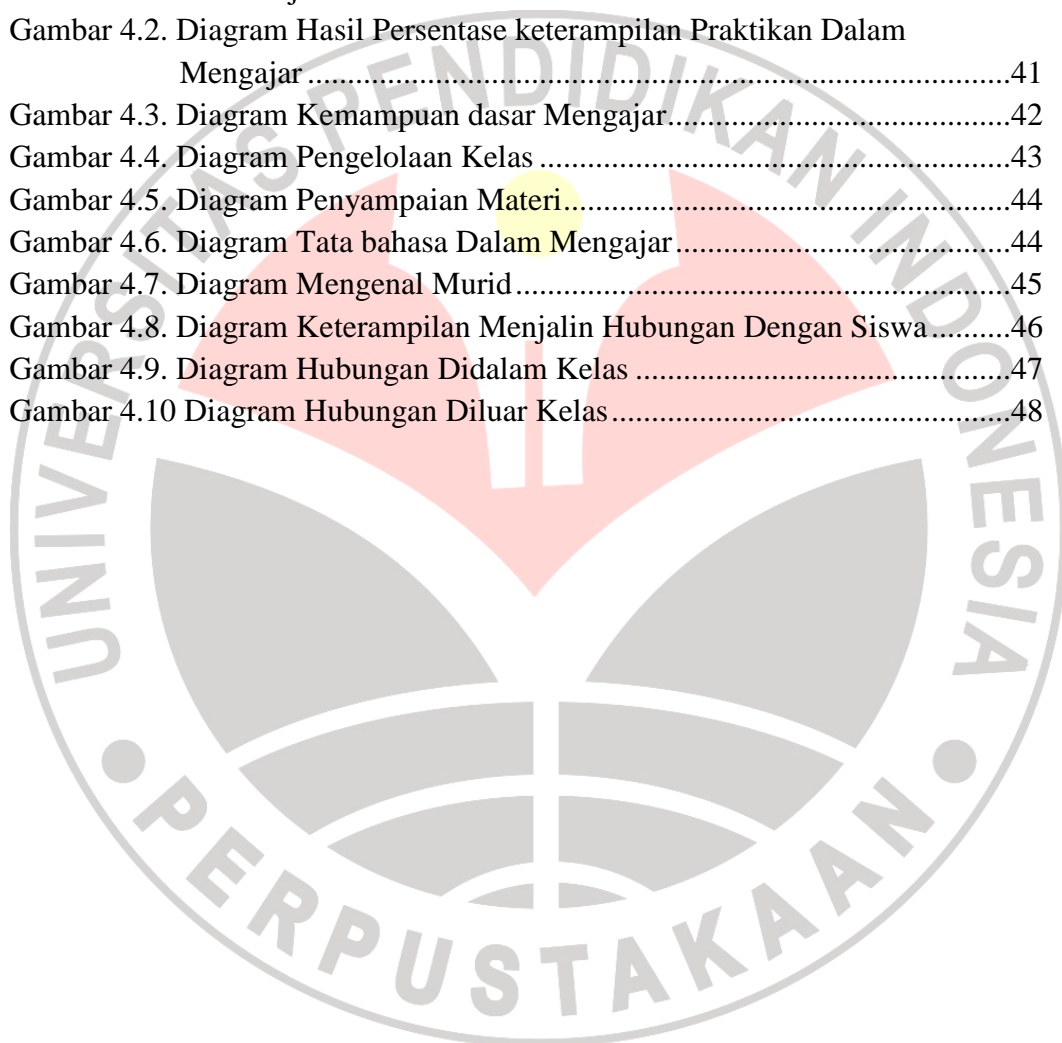 Gambar 4.2. Diagram Hasil Persentase keterampilan Praktikan Dalam
Mengajar.........................................................................................41
Gambar 4.3. Diagram Kemampuan dasar Mengajar...........................................42
Gambar 4.4. Diagram Pengelolaan Kelas ...........................................................43
Gambar 4.5. Diagram Penyampaian Materi........................................................44
Gambar 4.6. Diagram Tata bahasa Dalam Mengajar..........................................44
Gambar 4.7. Diagram Mengenal Murid..............................................................45
Gambar 4.8. Diagram Keterampilan Menjalin Hubungan Dengan Siswa..........46
Gambar 4.9. Diagram Hubungan Didalam Kelas ...............................................47
Gambar 4.10 Diagram Hubungan Diluar Kelas..................................................48
UNIVERSITAS PENDIDIKAN INDONESIA
PERPUSTAKAAN